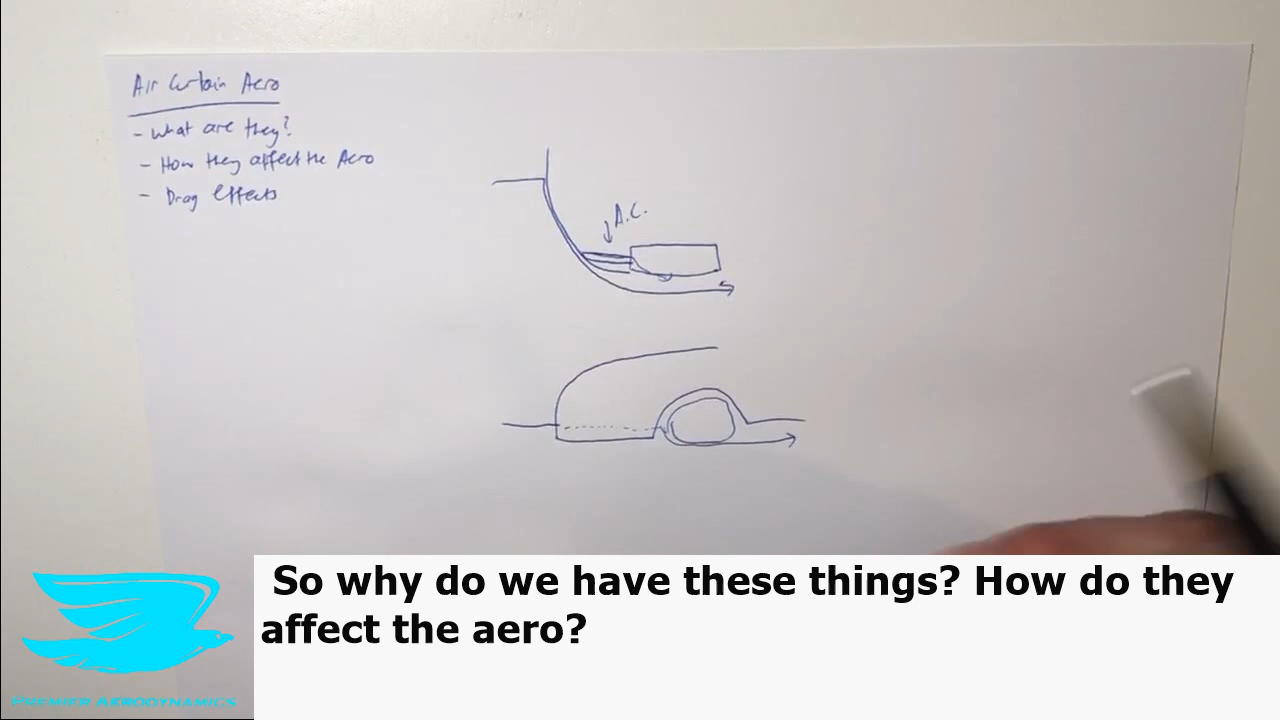 Air Curtain Aero
- What are they?
- How they affect the Aero
- Drag Effects
A.C.
So why do we have these things? How do they
affect the aero?
PREMIER AERODYNAMICS